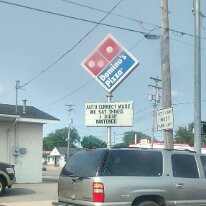 Domino's
Pizza
AUTO CORRECT MADE
ME SAY THINGS
I DIDNT
NINTENDO